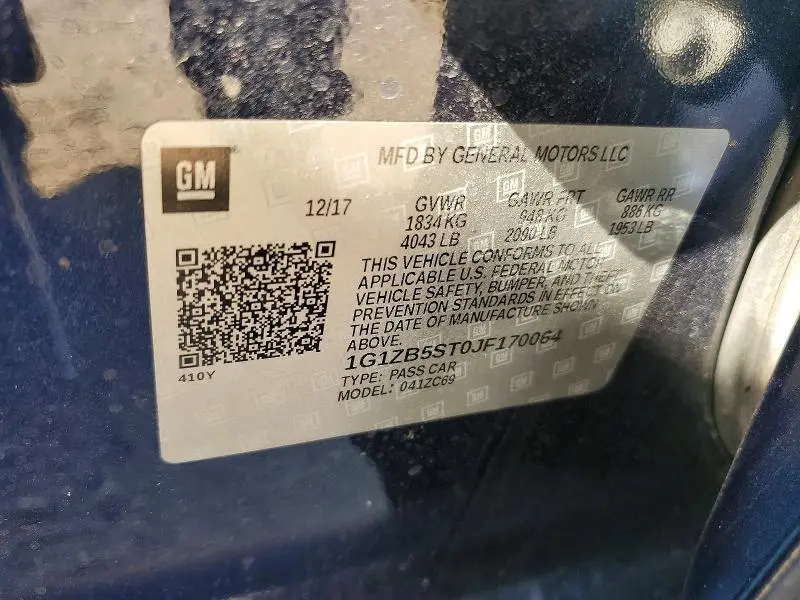 GM
MFD BY GENERAL MOTORS LLC
12/17 GVWR GAWR FRT GAWR RR
1834 KG 948 KG 886 KG
4043 LB 2090 LB 1953 LB
THIS VEHICLE CONFORMS TO ALL
APPLICABLE U.S. FEDERAL MOTOR
VEHICLE SAFETY, BUMPER, AND THEFT
PREVENTION STANDARDS IN EFFECT ON
THE DATE OF MANUFACTURE SHOWN
ABOVE.
1G1ZB5ST0JF170064
TYPE: PASS CAR
MODEL: 041ZC69
410Y